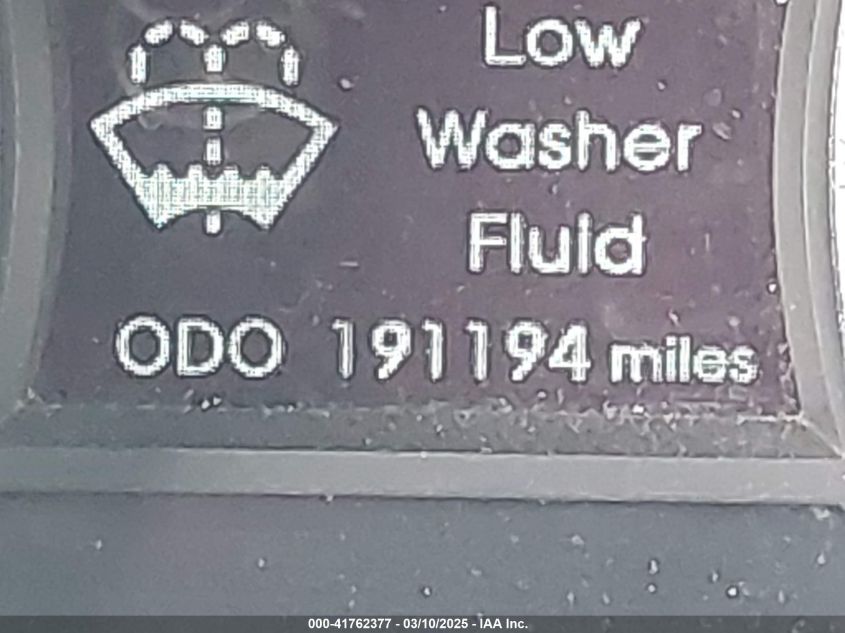 Low
Washer
Fluid
ODO 191194 miles
000-41762377 - 03/10/2025 - IAA Inc.